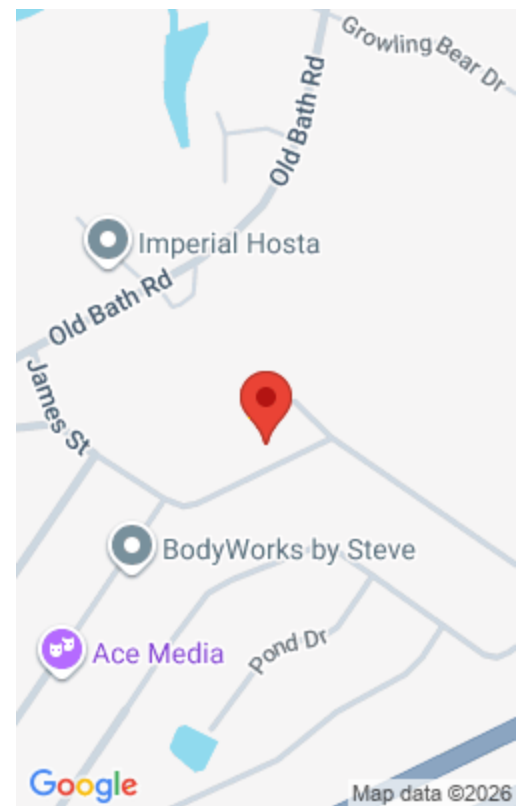 Growling Bear Dr
Old Bath Rd
Imperial Hosta
Old Bath Rd
James St
BodyWorks by Steve
Ace Media
Pond Dr
Google
Map data ©2026